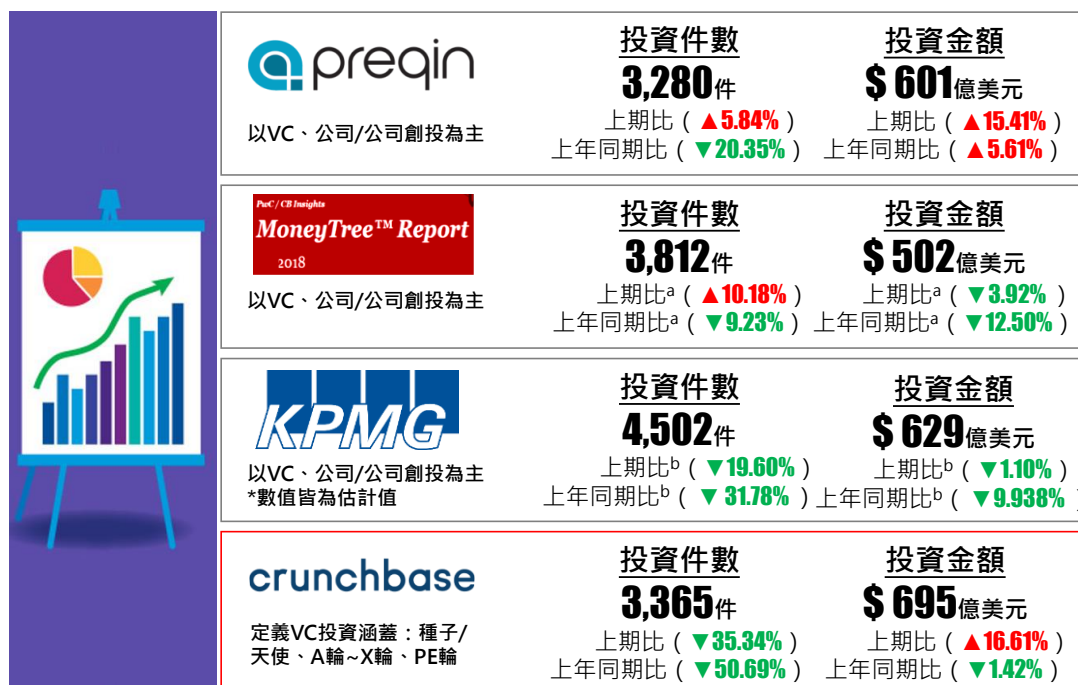 preqin
以VC、公司/公司創投為主
投資件數
3,280件
上期比（▲5.84%）
上年同期比（▼20.35%）
投資金額
$ 601億美元
上期比（▲15.41%）
上年同期比（▲5.61%）
PwC / CB Insights
MoneyTree™ Report
2018
以VC、公司/公司創投為主
投資件數
3,812件
上期比ᵃ（▲10.18%）
上年同期比ᵃ（▼9.23%）
投資金額
$ 502億美元
上期比ᵃ（▼3.92%）
上年同期比ᵃ（▼12.50%）
KPMG
以VC、公司/公司創投為主
*數值皆為估計值
投資件數
4,502件
上期比ᵇ（▼19.60%）
上年同期比ᵇ（▼31.78%）
投資金額
$ 629億美元
上期比ᵇ（▼1.10%）
上年同期比ᵇ（▼9.938%）
crunchbase
定義VC投資涵蓋：種子/
天使、A輪~X輪、PE輪
投資件數
3,365件
上期比（▼35.34%）
上年同期比（▼50.69%）
投資金額
$ 695億美元
上期比（▲16.61%）
上年同期比（▼1.42%）